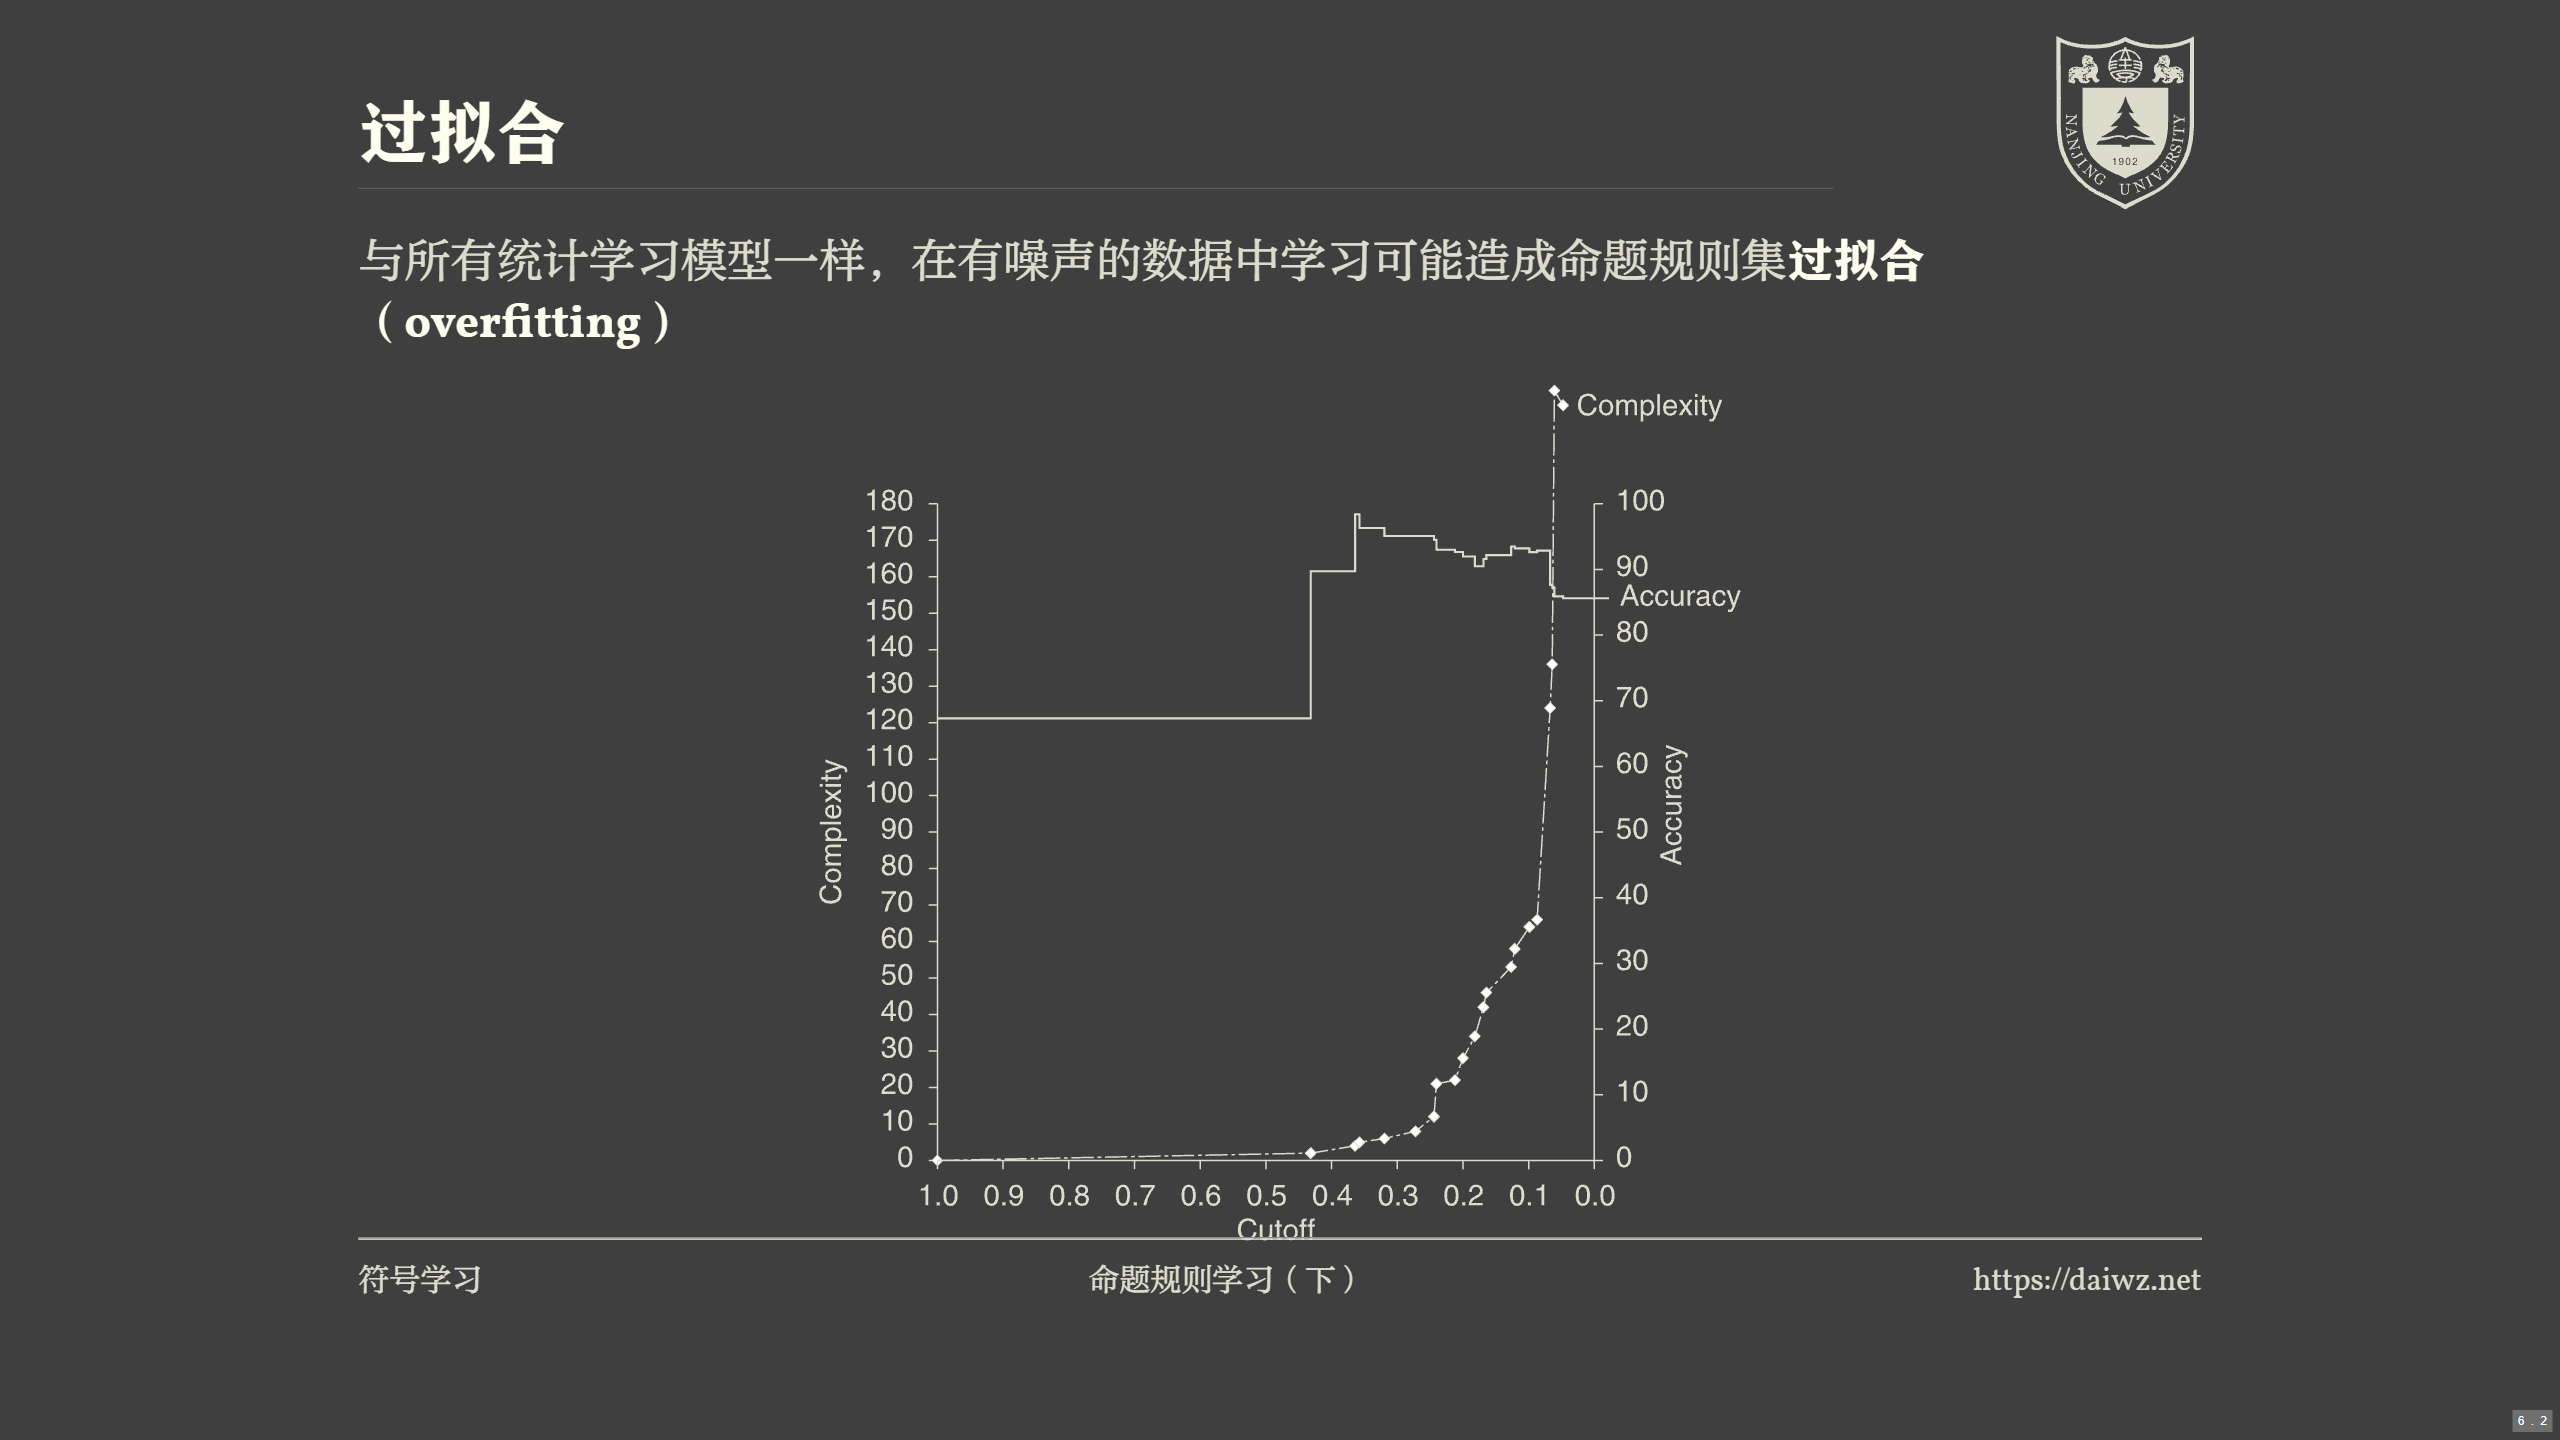 过拟合
NANJING UNIVERSITY
1902
与所有统计学习模型一样，在有噪声的数据中学习可能造成命题规则集过拟合
（overfitting）
Complexity
180
170
160
150
140
130
120
110
100
90
80
70
60
50
40
30
20
10
0
Complexity
100
90
Accuracy
80
70
60
50
40
30
20
10
0
Accuracy
1.0 0.9 0.8 0.7 0.6 0.5 0.4 0.3 0.2 0.1 0.0
Cutoff
符号学习
命题规则学习（下）
https://daiwz.net
6.2